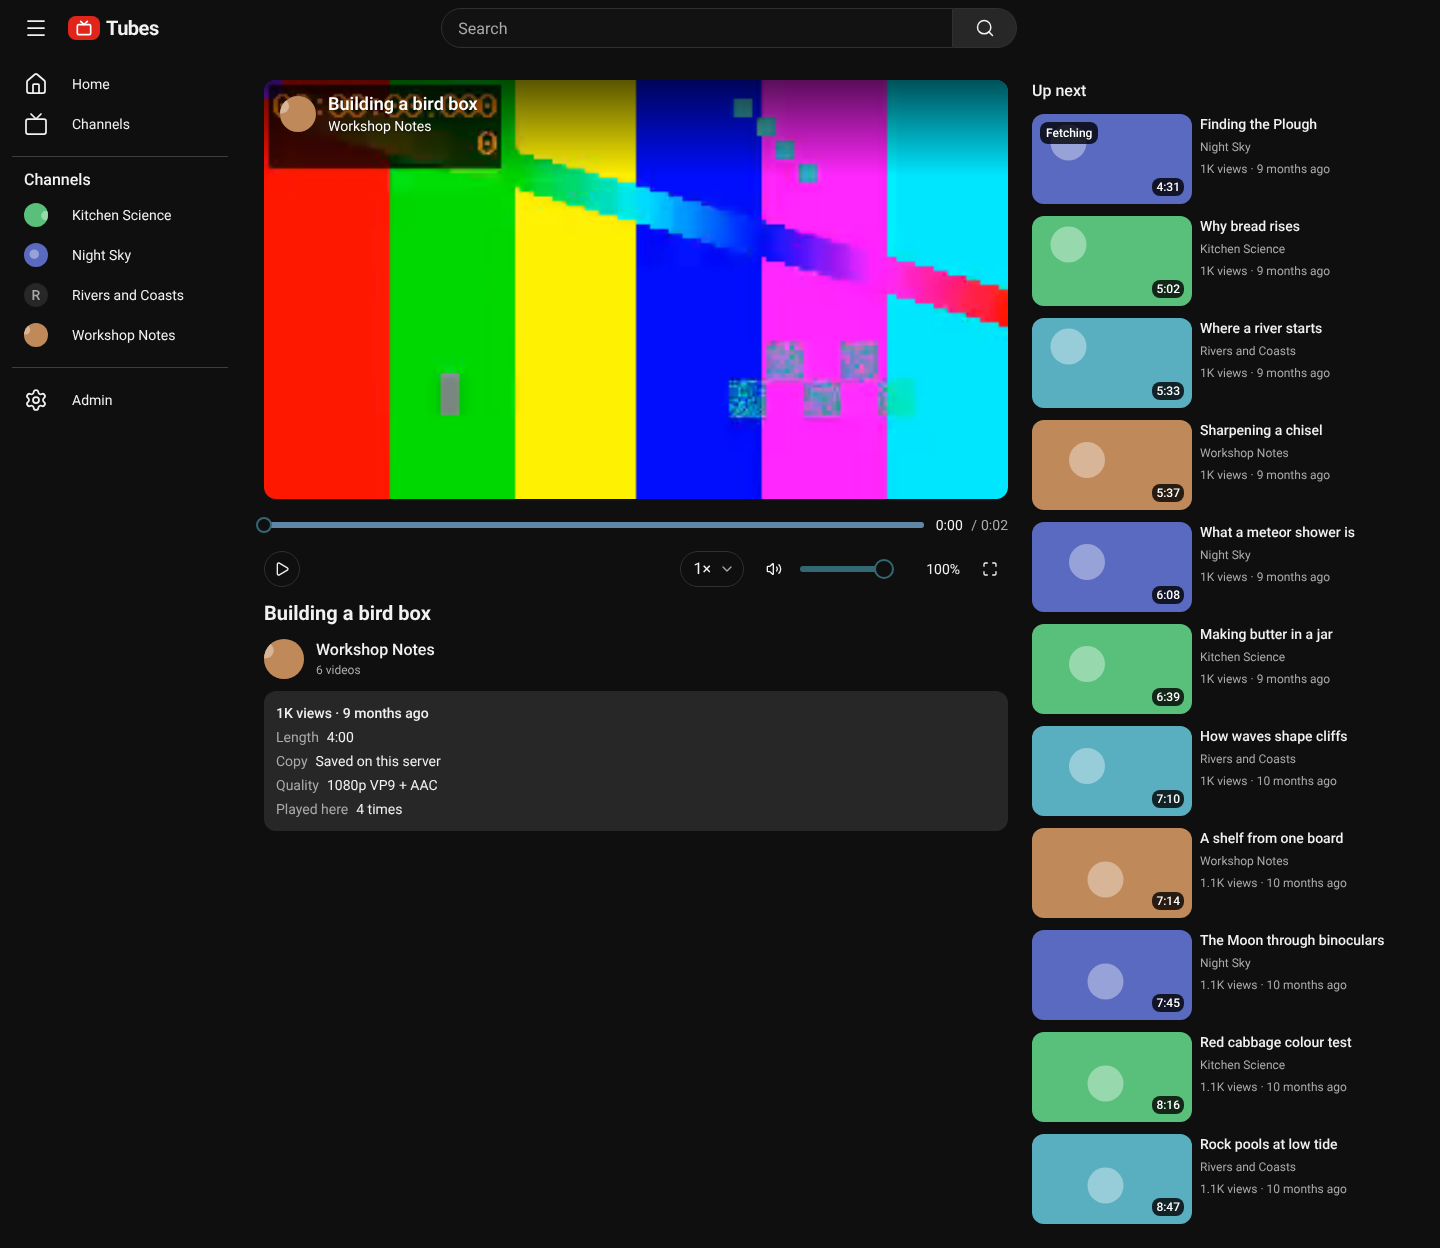 Tubes
Search
Home
Channels
Channels
Kitchen Science
Night Sky
R
Rivers and Coasts
Workshop Notes
Admin
Building a bird box
Workshop Notes
0
0:00 / 0:02
1×
100%
Building a bird box
Workshop Notes
6 videos
1K views · 9 months ago
Length 4:00
Copy Saved on this server
Quality 1080p VP9 + AAC
Played here 4 times
Up next
Fetching
4:31
Finding the Plough
Night Sky
1K views · 9 months ago
5:02
Why bread rises
Kitchen Science
1K views · 9 months ago
5:33
Where a river starts
Rivers and Coasts
1K views · 9 months ago
5:37
Sharpening a chisel
Workshop Notes
1K views · 9 months ago
6:08
What a meteor shower is
Night Sky
1K views · 9 months ago
6:39
Making butter in a jar
Kitchen Science
1K views · 9 months ago
7:10
How waves shape cliffs
Rivers and Coasts
1K views · 10 months ago
7:14
A shelf from one board
Workshop Notes
1.1K views · 10 months ago
7:45
The Moon through binoculars
Night Sky
1.1K views · 10 months ago
8:16
Red cabbage colour test
Kitchen Science
1.1K views · 10 months ago
8:47
Rock pools at low tide
Rivers and Coasts
1.1K views · 10 months ago